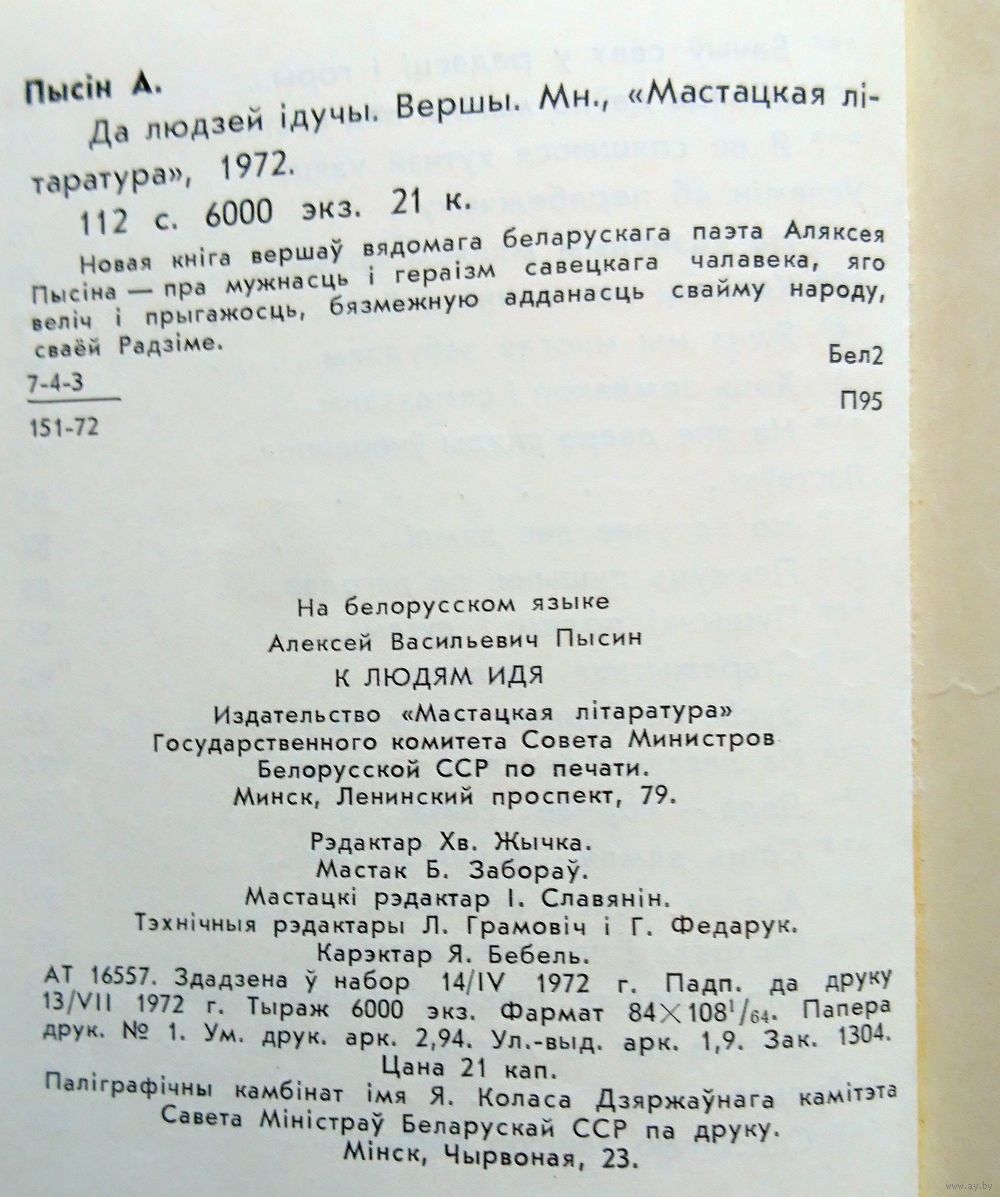 Пысін А.
Да людзей ідучы. Вершы. Мн., «Мастацкая лі-
таратура», 1972.
112 с. 6000 экз. 21 к.
Новая кніга вершаў вядомага беларускага паэта Аляксея
Пысіна — пра мужнасць і гераізм савецкага чалавека, яго
веліч і прыгажосць, бязмежную адданасць свайму народу,
сваёй Радзіме.
7-4-3
151-72
Бел2
П95
На белорусском языке
Алексей Васильевич Пысин
К ЛЮДЯМ ИДЯ
Издательство «Мастацкая літаратура»
Государственного комитета Совета Министров
Белорусской ССР по печати.
Минск, Ленинский проспект, 79.
Рэдактар Хв. Жычка.
Мастак Б. Забораў.
Мастацкі рэдактар І. Славянін.
Тэхнічныя рэдактары Л. Грамовіч і Г. Федарук.
Карэктар Я. Бебель.
АТ 16557. Здадзена ў набор 14/IV 1972 г. Падп. да друку
13/VII 1972 г. Тыраж 6000 экз. Фармат 84×108¹/₆₄. Папера
друк. № 1. Ум. друк. арк. 2,94. Ул.-выд. арк. 1,9. Зак. 1304.
Цана 21 кап.
Паліграфічны камбінат імя Я. Коласа Дзяржаўнага камітэта
Савета Міністраў Беларускай ССР па друку.
Мінск, Чырвоная, 23.
www.ay.by